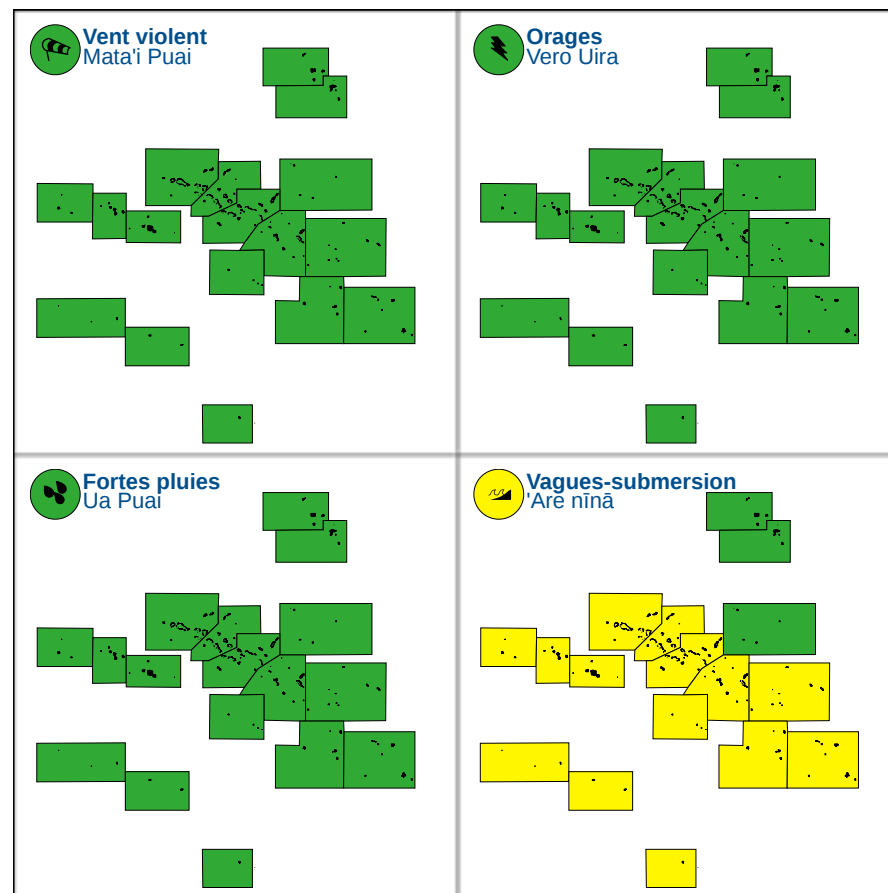 Vent violent
Mata'i Puai
Orages
Vero Uira
Fortes pluies
Ua Puai
Vagues-submersion
'Are nīnā